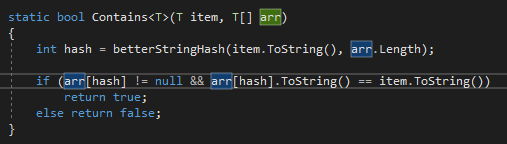 static bool Contains<T>(T item, T[] arr)
{
int hash = betterStringHash(item.ToString(), arr.Length);
if (arr[hash] != null && arr[hash].ToString() == item.ToString())
return true;
else return false;
}